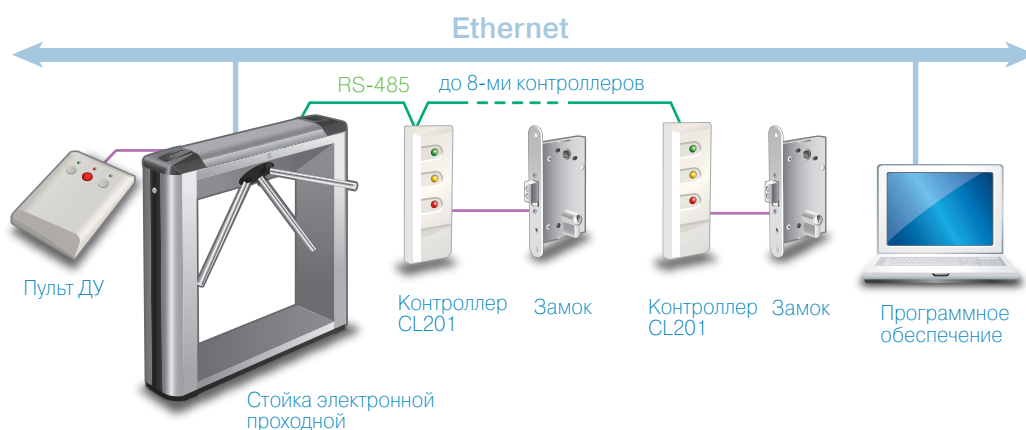 Ethernet
RS-485
до 8-ми контроллеров
Пульт ДУ
Контроллер
CL201
Замок
Контроллер
CL201
Замок
Программное
обеспечение
Стойка электронной
проходной